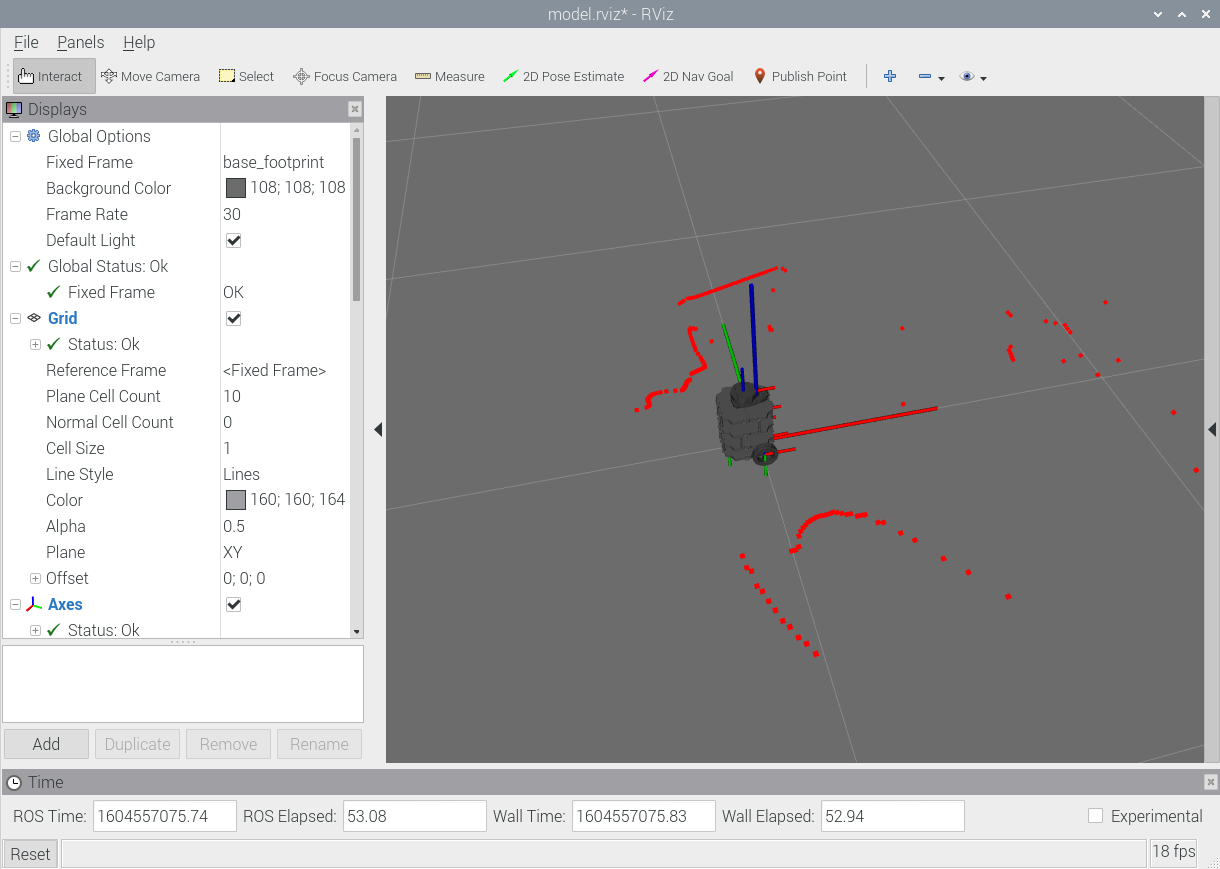 model.rviz* - RViz
File Panels Help
Interact Move Camera Select Focus Camera Measure 2D Pose Estimate 2D Nav Goal Publish Point
Displays
Global Options
Fixed Frame base_footprint
Background Color 108; 108; 108
Frame Rate 30
Default Light
Global Status: Ok
Fixed Frame OK
Grid
Status: Ok
Reference Frame <Fixed Frame>
Plane Cell Count 10
Normal Cell Count 0
Cell Size 1
Line Style Lines
Color 160; 160; 164
Alpha 0.5
Plane XY
Offset 0; 0; 0
Axes
Status: Ok
Add Duplicate Remove Rename
Time
ROS Time: 1604557075.74 ROS Elapsed: 53.08 Wall Time: 1604557075.83 Wall Elapsed: 52.94 Experimental
Reset 18 fps